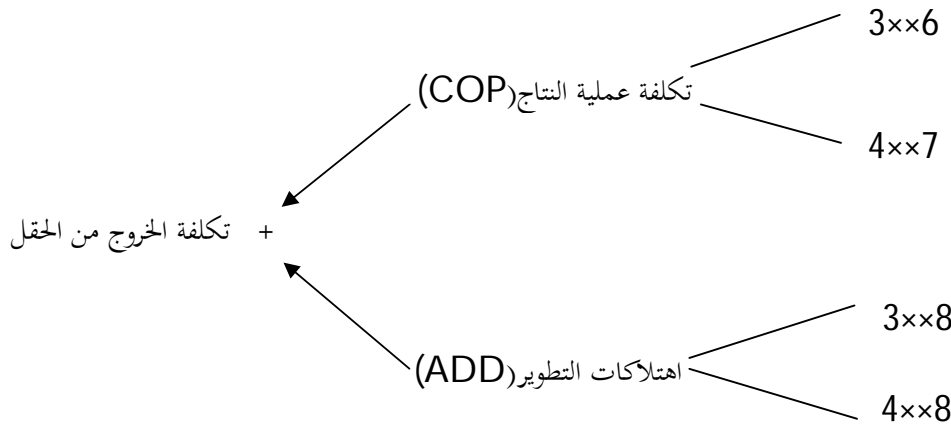 3××6
تكلفة عملية النتاج(COP)
4××7
تكلفة الخروج من الحقل +
3××8
اهتلاكات التطوير(ADD)
4××8